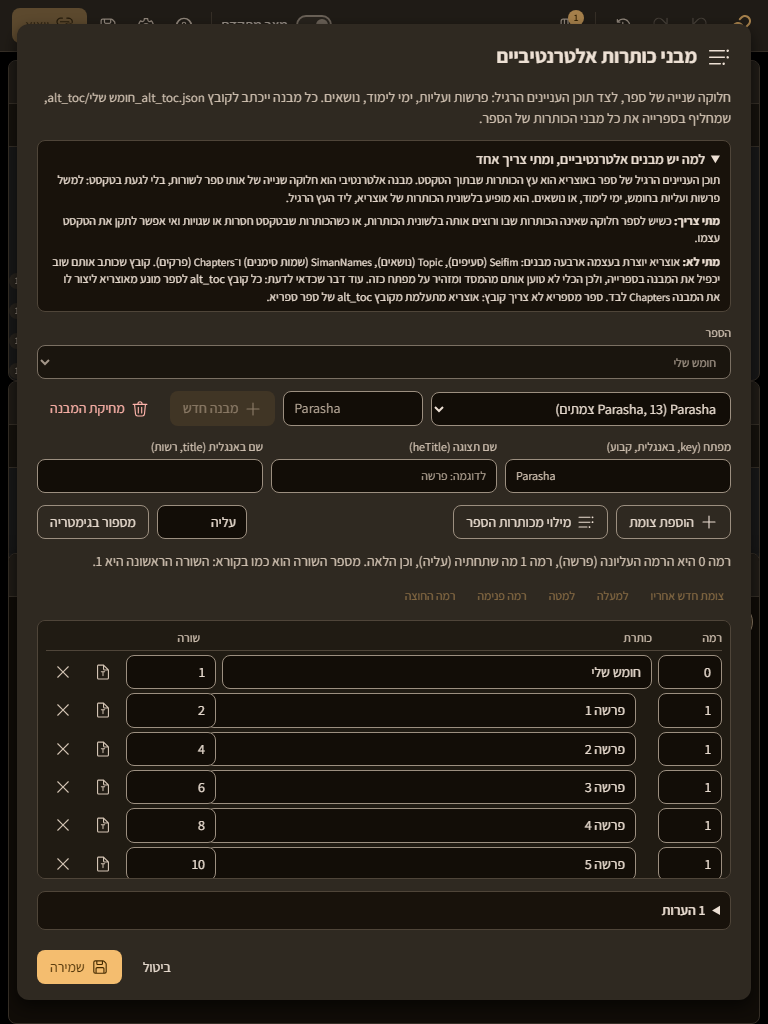 1
מבני כותרות אלטרנטיביים
חלוקה שנייה של ספר, לצד תוכן העניינים הרגיל: פרשות ועליות, ימי לימוד, נושאים. כל מבנה ייכתב לקובץ alt_toc/חומש שלי_alt_toc.json,
שמחליף בספרייה את כל מבני הכותרות של הספר.
▼ למה יש מבנים אלטרנטיביים, ומתי צריך אחד
תוכן העניינים הרגיל של ספר באוצריא הוא עץ הכותרות שבתוך הטקסט. מבנה אלטרנטיבי הוא חלוקה שנייה של אותו ספר לשורות, בלי לגעת בטקסט: למשל
פרשות ועליות בחומש, ימי לימוד, או נושאים. הוא מופיע בלשונית הכותרות של אוצריא, ליד העץ הרגיל.
מתי צריך: כשיש לספר חלוקה שאינה הכותרות שבו ורוצים אותה בלשונית הכותרות, או כשהכותרות שבטקסט חסרות או שגויות ואי אפשר לתקן את הטקסט
עצמו.
מתי לא: אוצריא יוצרת בעצמה ארבעה מבנים: Seifim (סעיפים), Topic (נושאים), SimanNames (שמות סימנים) ו־Chapters (פרקים). קובץ שכותב אותם שוב
יכפיל את המבנה בספרייה, ולכן הכלי לא טוען אותם מהמסד ומזהיר על מפתח כזה. עוד דבר שכדאי לדעת: כל קובץ alt_toc לספר מונע מאוצריא ליצור לו
את המבנה Chapters לבד. ספר מספריא לא צריך קובץ: אוצריא מתעלמת מקובץ alt_toc של ספר ספריא.
הספר
חומש שלי
Parasha (Parasha, 13 צמתים)
Parasha
מבנה חדש
מחיקת המבנה
מפתח (key, באנגלית, קבוע)
שם תצוגה (heTitle)
שם באנגלית (title, רשות)
Parasha
לדוגמה: פרשה
הוספת צומת
מילוי מכותרות הספר
עליה
מספור בגימטריה
רמה 0 היא הרמה העליונה (פרשה), רמה 1 מה שתחתיה (עליה), וכן הלאה. מספר השורה הוא כמו בקורא: השורה הראשונה היא 1.
צומת חדש אחריו
למעלה
למטה
רמה פנימה
רמה החוצה
רמה כותרת שורה
0 חומש שלי 1
1 פרשה 1 2
1 פרשה 2 4
1 פרשה 3 6
1 פרשה 4 8
1 פרשה 5 10
◀ 1 הערות
ביטול
שמירה